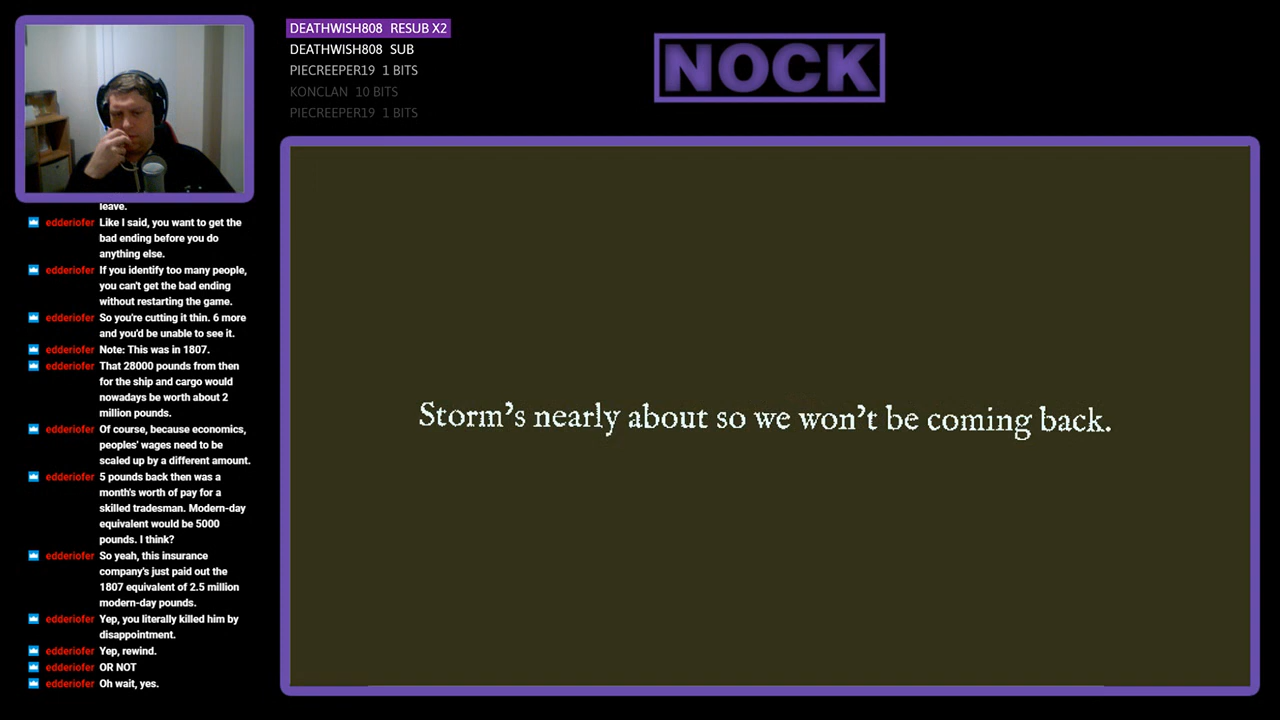 DEATHWISH808 RESUB X2
DEATHWISH808 SUB
PIECREEPER19 1 BITS
KONCLAN 10 BITS
PIECREEPER19 1 BITS
NOCK
leave.
edderiofer Like I said, you want to get the
bad ending before you do
anything else.
edderiofer If you identify too many people,
you can't get the bad ending
without restarting the game.
edderiofer So you're cutting it thin. 6 more
and you'd be unable to see it.
edderiofer Note: This was in 1807.
edderiofer That 28000 pounds from then
for the ship and cargo would
nowadays be worth about 2
million pounds.
edderiofer Of course, because economics,
peoples' wages need to be
scaled up by a different amount.
edderiofer 5 pounds back then was a
month's worth of pay for a
skilled tradesman. Modern-day
equivalent would be 5000
pounds. I think?
edderiofer So yeah, this insurance
company's just paid out the
1807 equivalent of 2.5 million
modern-day pounds.
edderiofer Yep, you literally killed him by
disappointment.
edderiofer Yep, rewind.
edderiofer OR NOT
edderiofer Oh wait, yes.
Storm's nearly about so we won't be coming back.